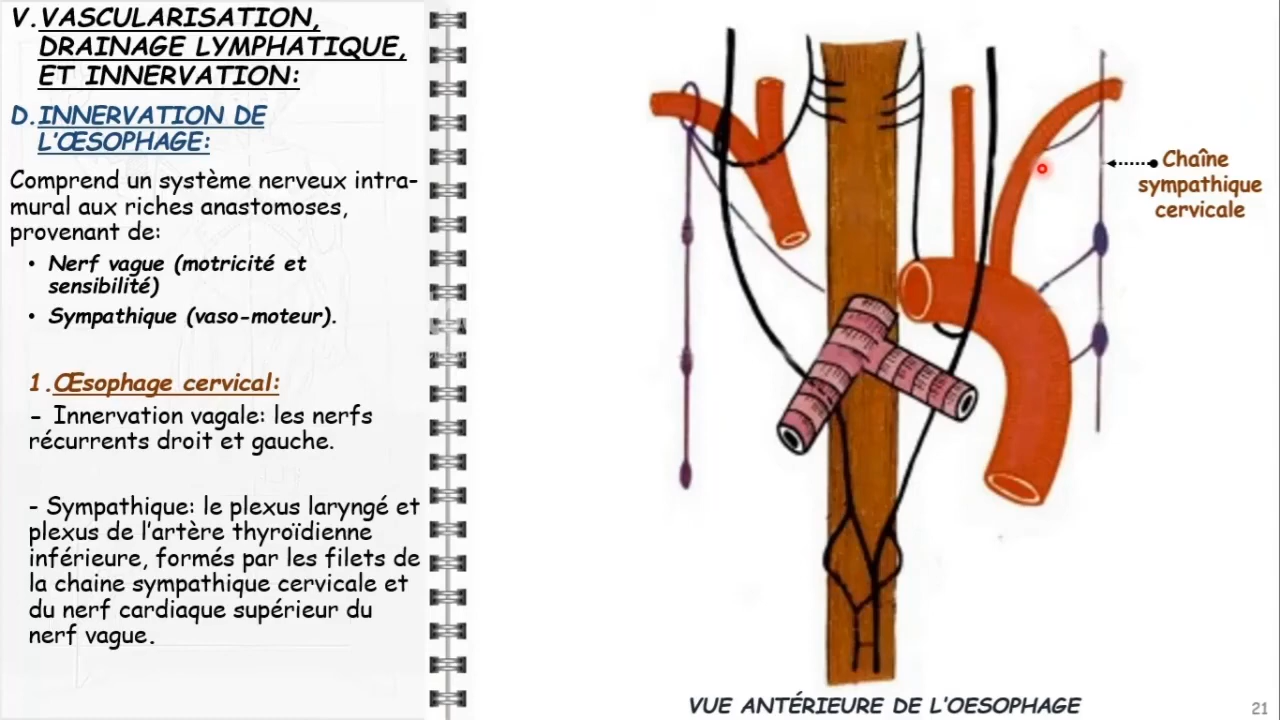 V. VASCULARISATION,
DRAINAGE LYMPHATIQUE,
ET INNERVATION:
D. INNERVATION DE
L'ŒSOPHAGE:
Comprend un système nerveux intra-
mural aux riches anastomoses,
provenant de:
• Nerf vague (motricité et
sensibilité)
• Sympathique (vaso-moteur).
1. Œsophage cervical:
- Innervation vagale: les nerfs
récurrents droit et gauche.
- Sympathique: le plexus laryngé et
plexus de l'artère thyroïdienne
inférieure, formés par les filets de
la chaine sympathique cervicale et
du nerf cardiaque supérieur du
nerf vague.
Chaîne
sympathique
cervicale
VUE ANTÉRIEURE DE L'OESOPHAGE
21